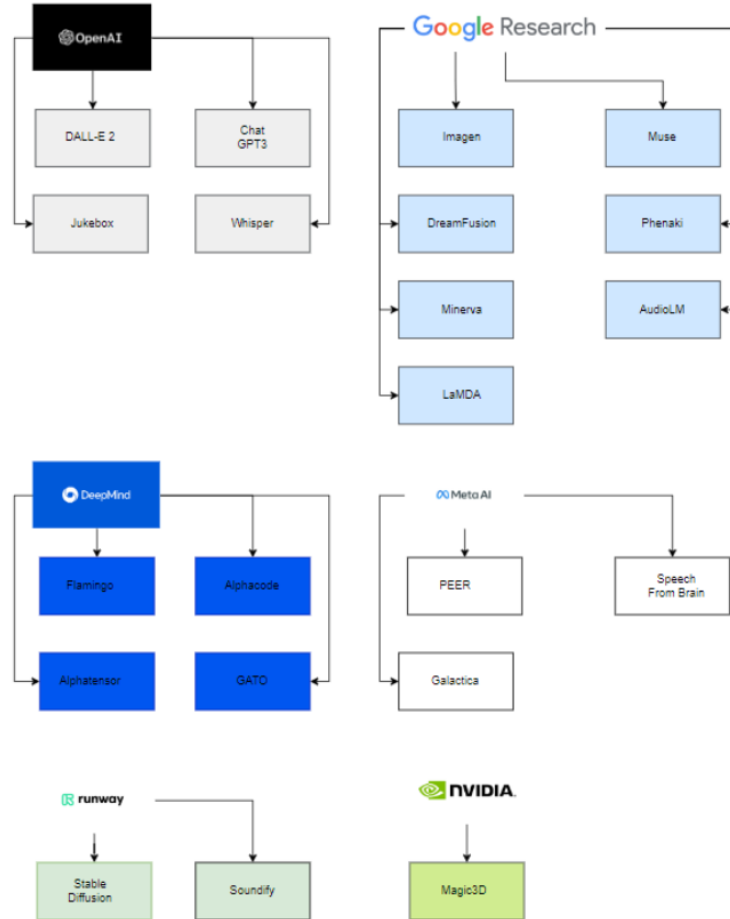 OpenAI
Google Research
DALL-E 2
Chat
GPT3
Imagen
Muse
Jukebox
Whisper
DreamFusion
Phenaki
Minerva
AudioLM
LaMDA
DeepMind
Meta AI
Flamingo
Alphacode
PEER
Speech
From Brain
Alphatensor
GATO
Galactica
runway
NVIDIA.
Stable
Diffusion
Soundify
Magic3D